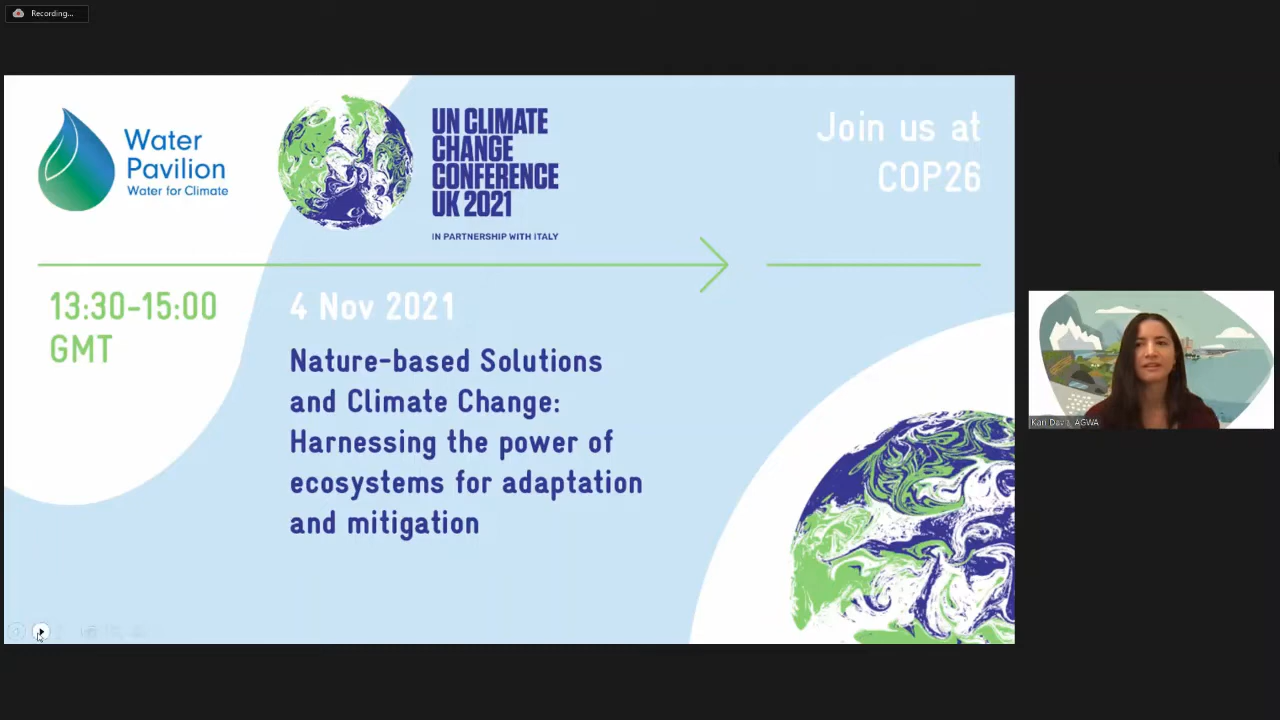 Recording...
Water
Pavilion
Water for Climate
UN CLIMATE
CHANGE
CONFERENCE
UK 2021
IN PARTNERSHIP WITH ITALY
Join us at
COP26
13:30-15:00
GMT
4 Nov 2021
Nature-based Solutions
and Climate Change:
Harnessing the power of
ecosystems for adaptation
and mitigation
Kari Davis, AGWA